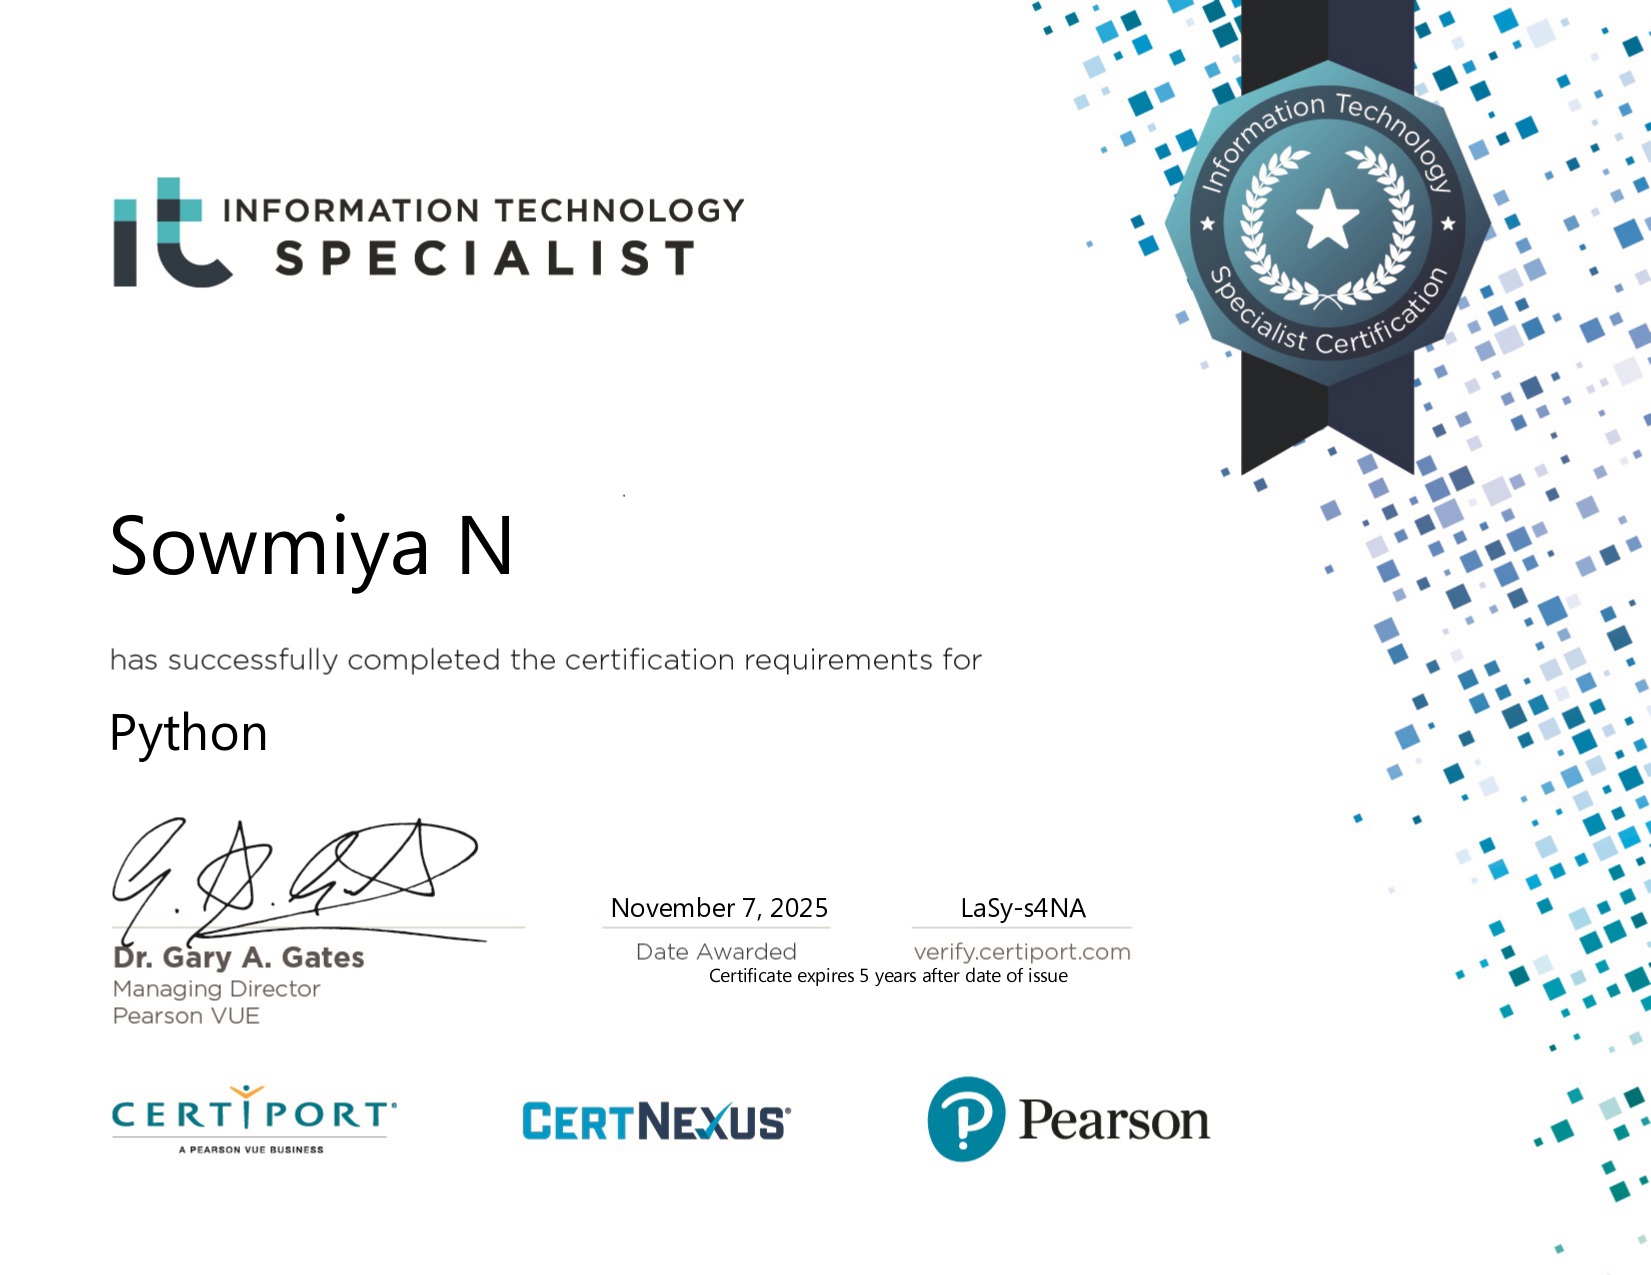 it INFORMATION TECHNOLOGY
SPECIALIST
Information Technology
Specialist Certification
Sowmiya N
has successfully completed the certification requirements for
Python
G. A. Gates
November 7, 2025
LaSy-s4NA
Dr. Gary A. Gates
Date Awarded
verify.certiport.com
Certificate expires 5 years after date of issue
Managing Director
Pearson VUE
CERTIPORT®
A PEARSON VUE BUSINESS
CERTNEXUS®
P Pearson